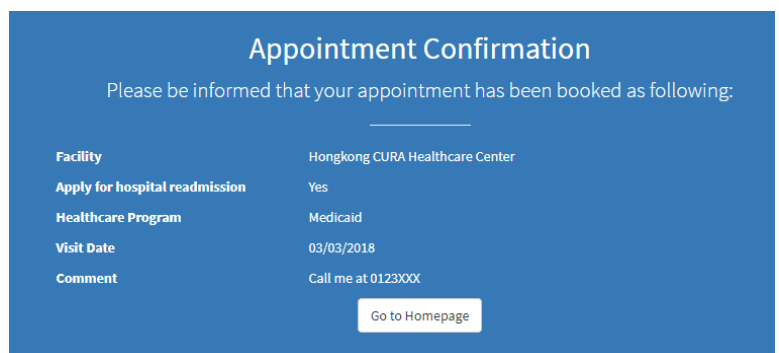 Appointment Confirmation
Please be informed that your appointment has been booked as following:
Facility Hongkong CURA Healthcare Center
Apply for hospital readmission Yes
Healthcare Program Medicaid
Visit Date 03/03/2018
Comment Call me at 0123XXX
Go to Homepage